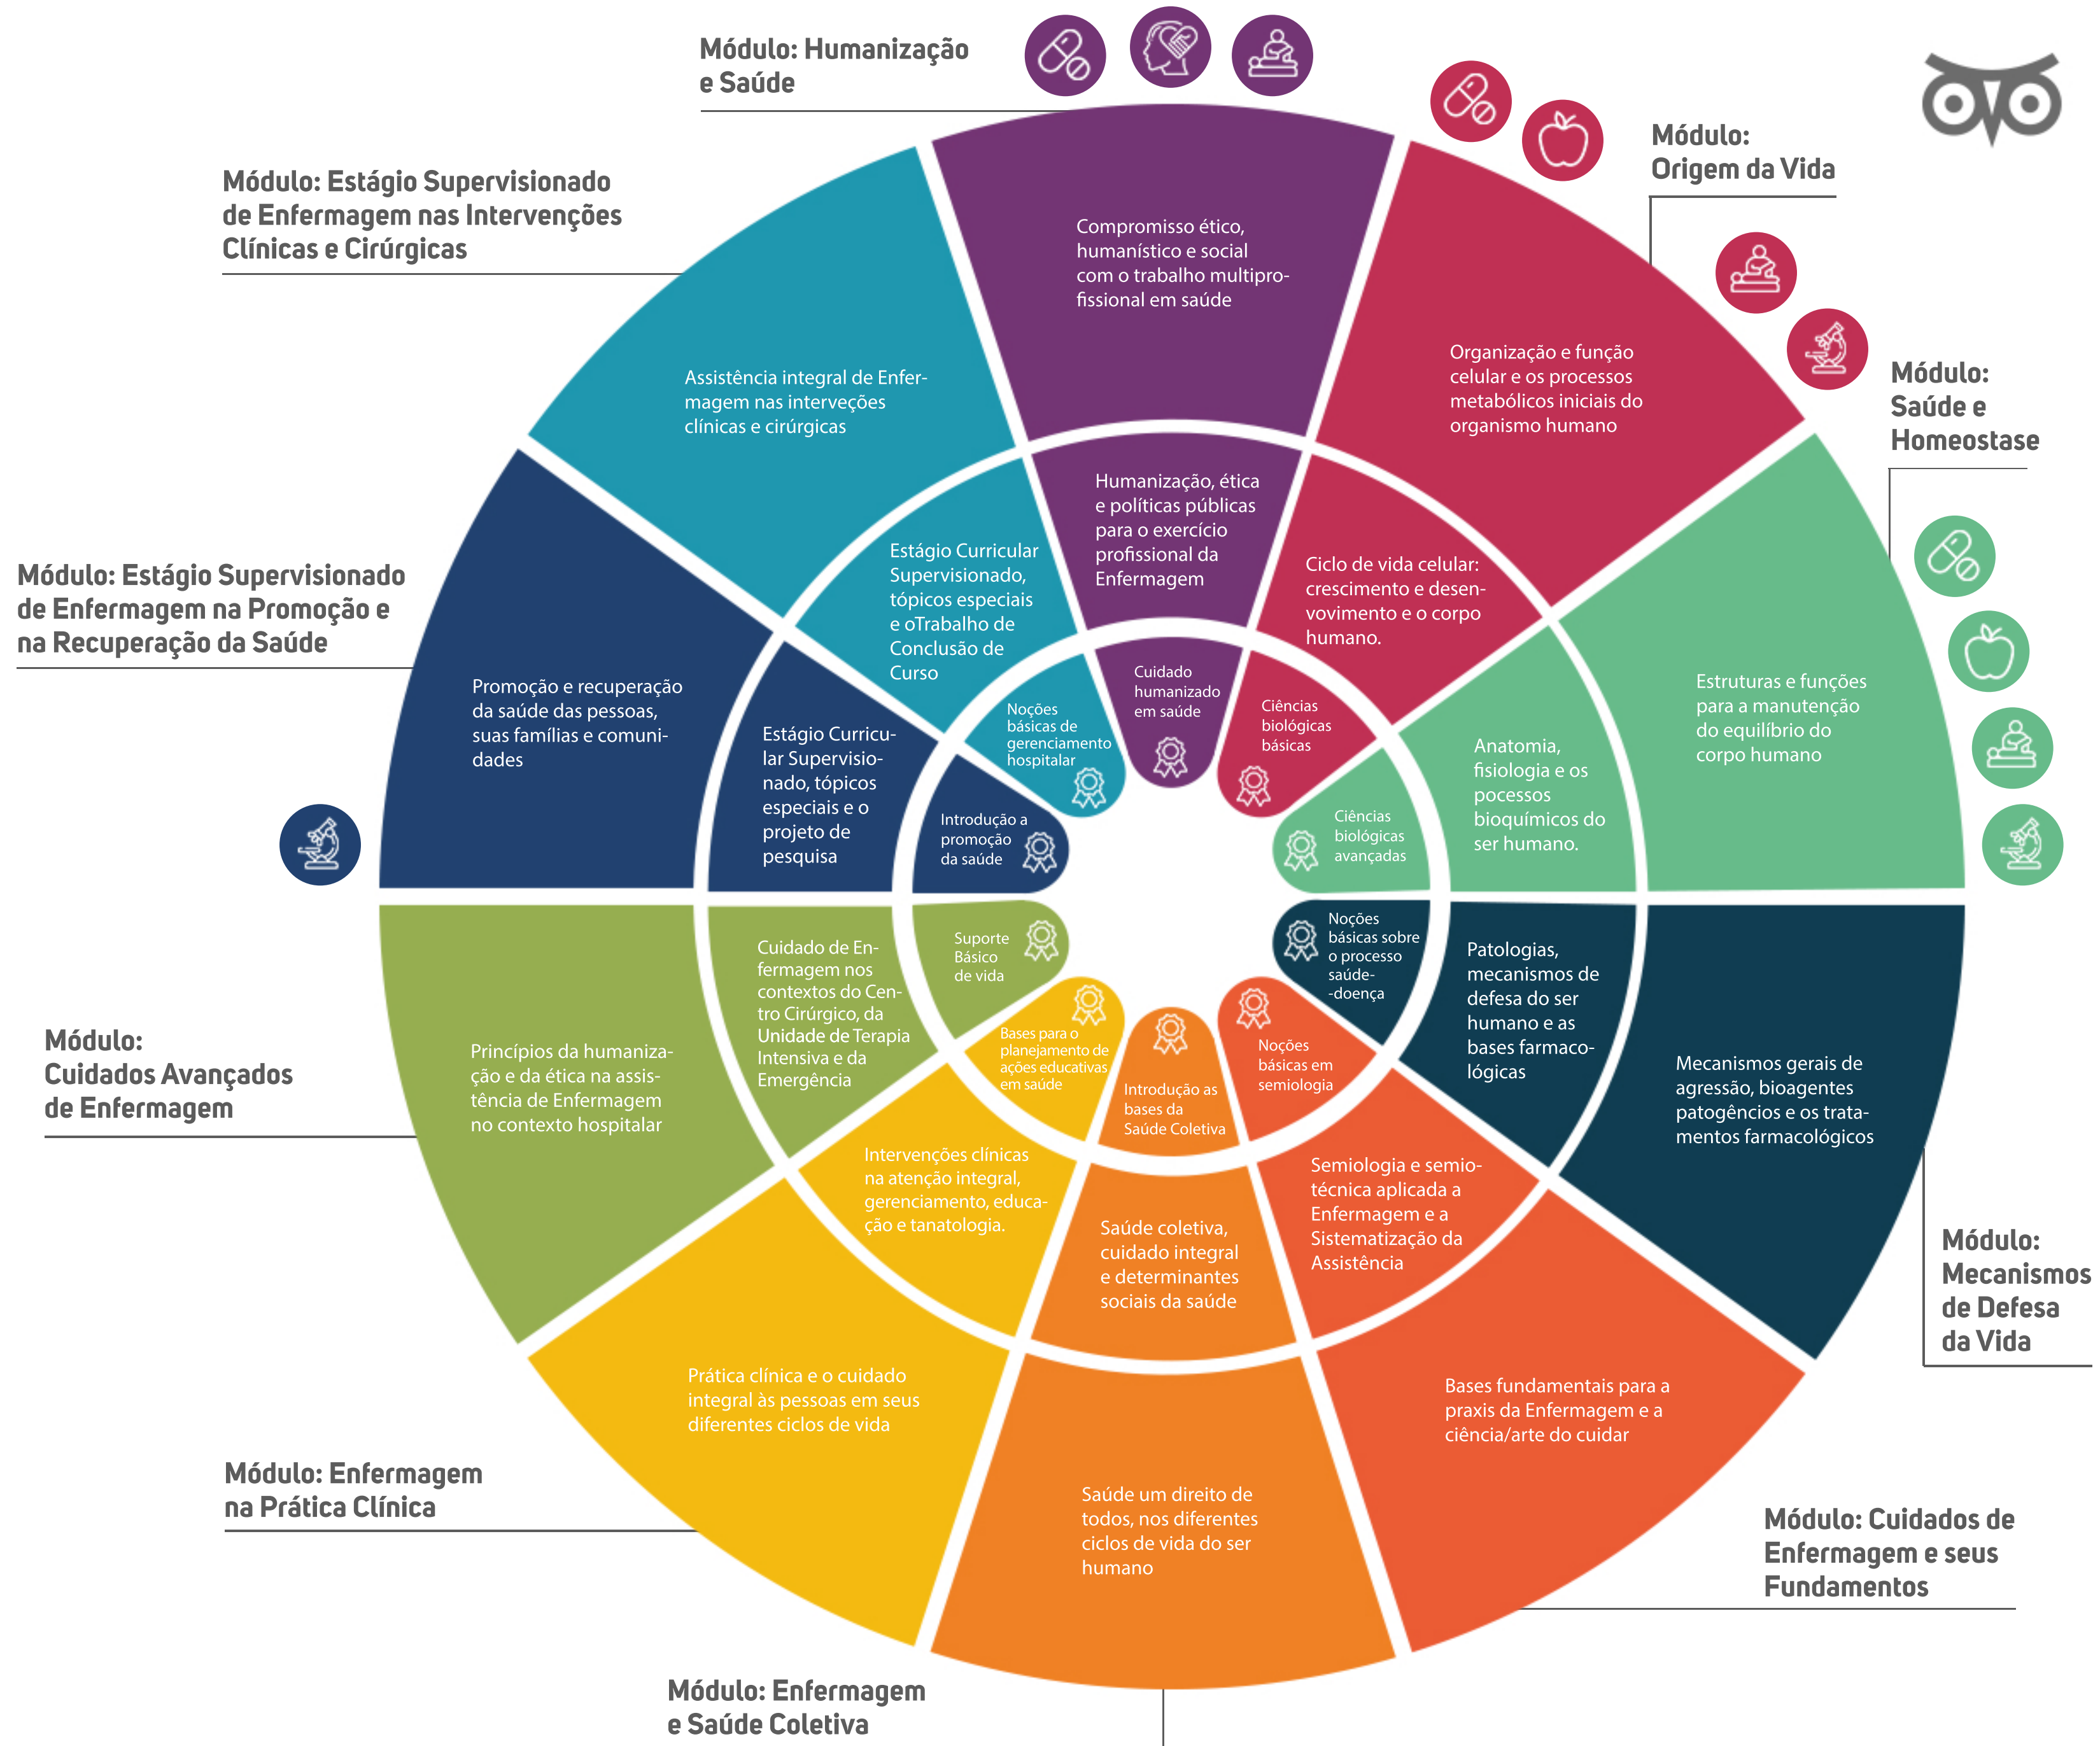 Módulo: Humanização
e Saúde
Módulo:
Origem da Vida
Módulo: Estágio Supervisionado
de Enfermagem nas Intervenções
Clínicas e Cirúrgicas
Compromisso ético,
humanístico e social
com o trabalho multipro-
fissional em saúde
Organização e função
celular e os processos
metabólicos iniciais do
organismo humano
Módulo:
Saúde e
Homeostase
Assistência integral de Enfer-
magem nas interveções
clínicas e cirúrgicas
Humanização, ética
e políticas públicas
para o exercício
profissional da
Enfermagem
Estágio Curricular
Supervisionado,
tópicos especiais
e oTrabalho de
Conclusão de
Curso
Ciclo de vida celular:
crescimento e desen-
vovimento e o corpo
humano.
Módulo: Estágio Supervisionado
de Enfermagem na Promoção e
na Recuperação da Saúde
Promoção e recuperação
da saúde das pessoas,
suas famílias e comuni-
dades
Estágio Curricu-
lar Supervisio-
nado, tópicos
especiais e o
projeto de
pesquisa
Noções
básicas de
gerenciamento
hospitalar
Cuidado
humanizado
em saúde
Ciências
biológicas
básicas
Anatomia,
fisiologia e os
pocessos
bioquímicos do
ser humano.
Estruturas e funções
para a manutenção
do equilíbrio do
corpo humano
Introdução a
promoção
da saúde
Ciências
biológicas
avançadas
Suporte
Básico
de vida
Noções
básicas sobre
o processo
saúde-
-doença
Cuidado de En-
fermagem nos
contextos do Cen-
tro Cirúrgico, da
Unidade de Terapia
Intensiva e da
Emergência
Patologias,
mecanismos de
defesa do ser
humano e as
bases farmaco-
lógicas
Módulo:
Cuidados Avançados
de Enfermagem
Princípios da humaniza-
ção e da ética na assis-
tência de Enfermagem
no contexto hospitalar
Bases para o
planejamento de
ações educativas
em saúde
Introdução as
bases da
Saúde Coletiva
Noções
básicas em
semiologia
Mecanismos gerais de
agressão, bioagentes
patogêncios e os trata-
mentos farmacológicos
Intervenções clínicas
na atenção integral,
gerenciamento, educa-
ção e tanatologia.
Saúde coletiva,
cuidado integral
e determinantes
sociais da saúde
Semiologia e semio-
técnica aplicada a
Enfermagem e a
Sistematização da
Assistência
Módulo:
Mecanismos
de Defesa
da Vida
Prática clínica e o cuidado
integral às pessoas em seus
diferentes ciclos de vida
Bases fundamentais para a
praxis da Enfermagem e a
ciência/arte do cuidar
Módulo: Enfermagem
na Prática Clínica
Saúde um direito de
todos, nos diferentes
ciclos de vida do ser
humano
Módulo: Cuidados de
Enfermagem e seus
Fundamentos
Módulo: Enfermagem
e Saúde Coletiva